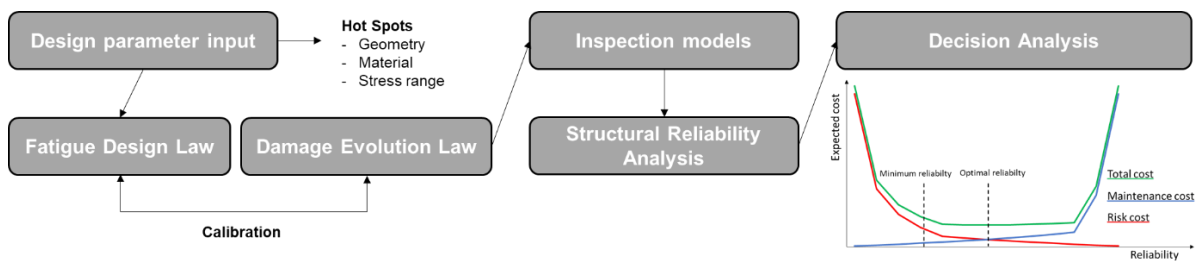 Design parameter input
Hot Spots
- Geometry
- Material
- Stress range
Fatigue Design Law
Damage Evolution Law
Calibration
Inspection models
Structural Reliability
Analysis
Decision Analysis
Expected cost
Minimum reliabilty
Optimal reliabilty
Total cost
Maintenance cost
Risk cost
Reliability